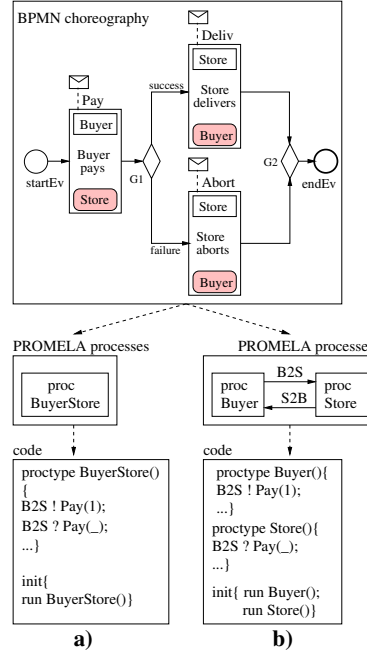 BPMN choreography
Deliv
Store
Store
delivers
Buyer
Pay
Buyer
Buyer
pays
Store
success
startEv
G1
G2
endEv
failure
Abort
Store
Store
aborts
Buyer
PROMELA processes
proc
BuyerStore
code
proctype BuyerStore()
{
B2S ! Pay(1);
B2S ? Pay(_);
...}
init{
run BuyerStore()}
a)
PROMELA processe
proc
Buyer
B2S
S2B
proc
Store
code
proctype Buyer(){
B2S ! Pay(1);
...}
proctype Store(){
B2S ? Pay(_);
...}
init{ run Buyer();
run Store()}
b)